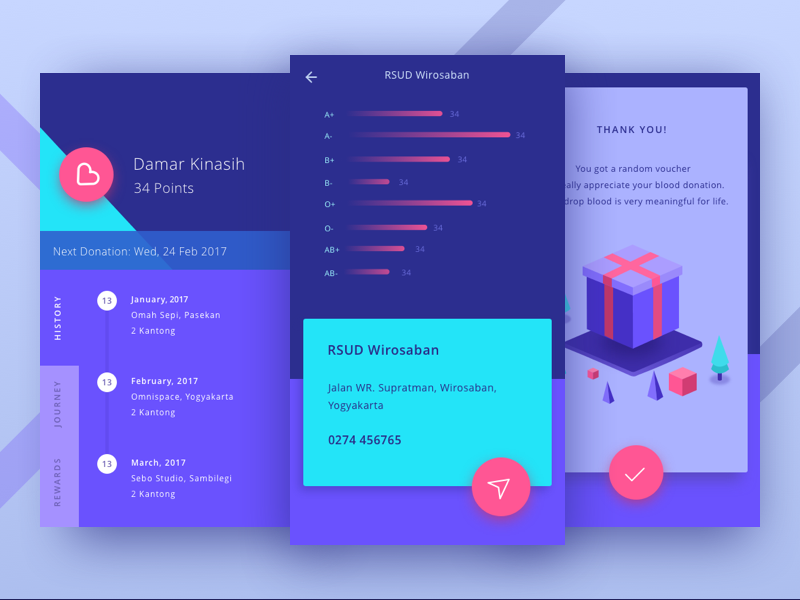 Damar Kinasih
34 Points
Next Donation: Wed, 24 Feb 2017
HISTORY
JOURNEY
REWARDS
13
January, 2017
Omah Sepi, Pasekan
2 Kantong
13
February, 2017
Omnispace, Yogyakarta
2 Kantong
13
March, 2017
Sebo Studio, Sambilegi
2 Kantong
RSUD Wirosaban
A+ 34
A- 34
B+ 34
B- 34
O+ 34
O- 34
AB+ 34
AB- 34
RSUD Wirosaban
Jalan WR. Supratman, Wirosaban,
Yogyakarta
0274 456765
THANK YOU!
You got a random voucher
appreciate your blood donation.
drop blood is very meaningful for life.